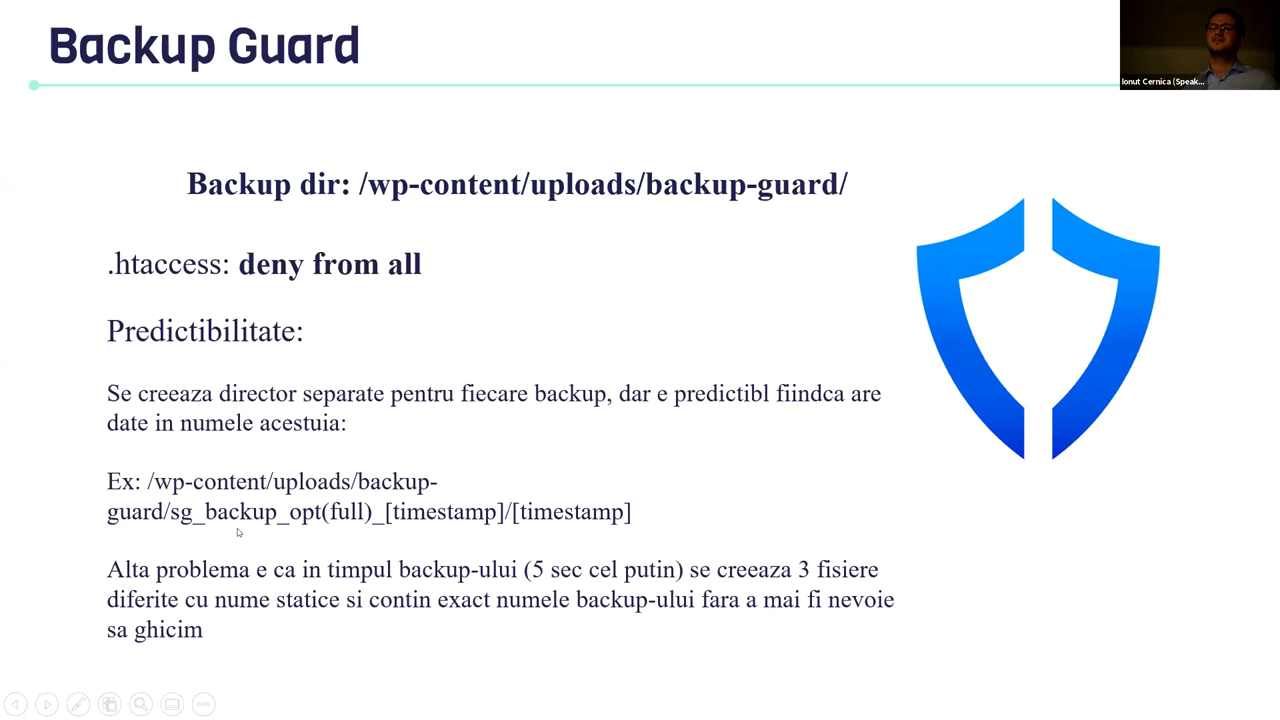 Backup Guard
Ionut Cernica (Speak...
Backup dir: /wp-content/uploads/backup-guard/
.htaccess: deny from all
Predictibilitate:
Se creeaza director separate pentru fiecare backup, dar e predictibl fiindca are
date in numele acestuia:
Ex: /wp-content/uploads/backup-
guard/sg_backup_opt(full)_[timestamp]/[timestamp]
Alta problema e ca in timpul backup-ului (5 sec cel putin) se creeaza 3 fisiere
diferite cu nume statice si contin exact numele backup-ului fara a mai fi nevoie
sa ghicim